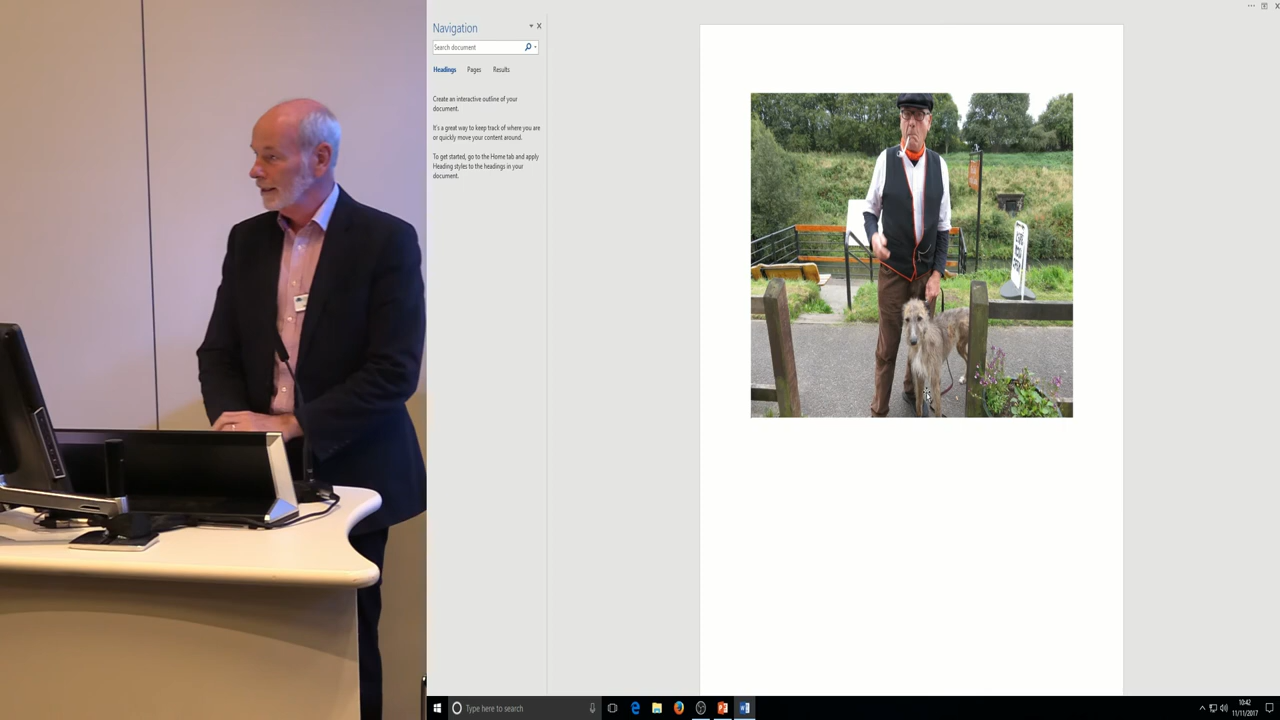 Navigation
Search document
Headings Pages Results
Create an interactive outline of your
document.
It's a great way to keep track of where you are
or quickly move your content around.
To get started, go to the Home tab and apply
Heading styles to the headings in your
document.
Type here to search
10:42
11/11/2017